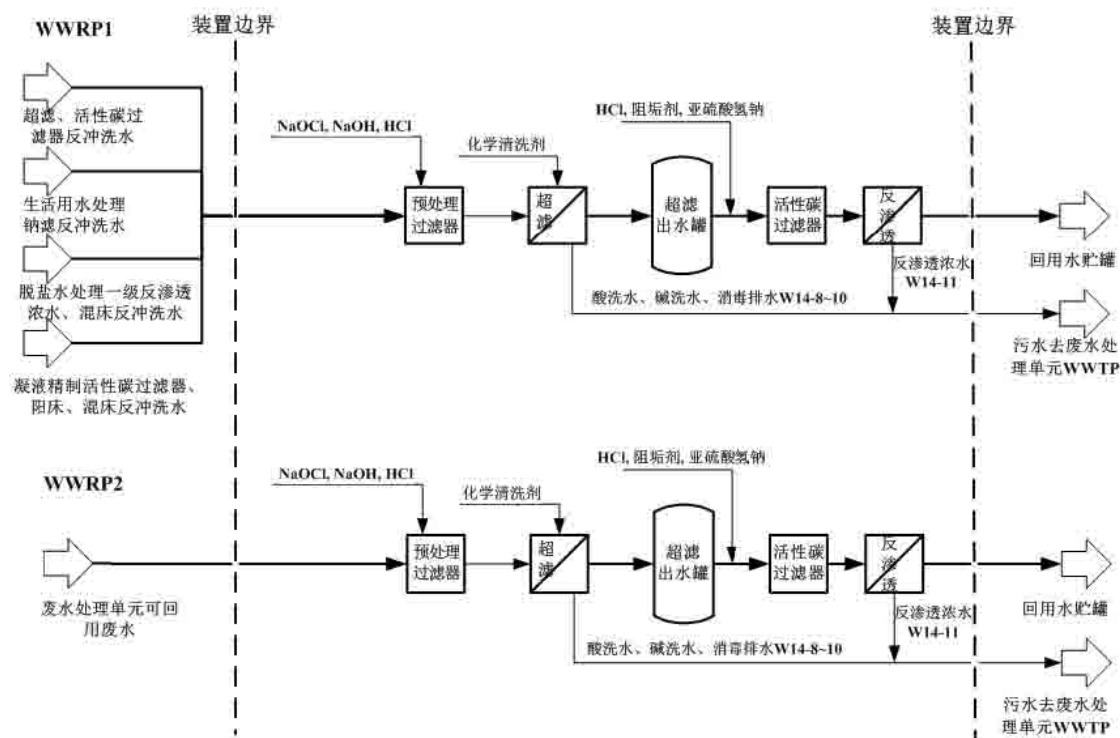 WWRP1
装置边界
装置边界
超滤、活性碳过
滤器反冲洗水
生活用水处理
钠滤反冲洗水
脱盐水处理一级反渗透
浓水、混床反冲洗水
凝液精制活性碳过滤器、
阳床、混床反冲洗水
NaOCl, NaOH, HCl
化学清洗剂
HCl, 阻垢剂, 亚硫酸氢钠
预处理
过滤器
超滤
超滤
出水罐
活性碳
过滤器
反渗透
反渗透浓水
W14-11
酸洗水、碱洗水、消毒排水W14-8~10
回用水贮罐
污水去废水处
理单元WWTP
WWRP2
废水处理单元可回
用废水
NaOCl, NaOH, HCl
化学清洗剂
HCl, 阻垢剂, 亚硫酸氢钠
预处理
过滤器
超滤
超滤
出水罐
活性碳
过滤器
反渗透
反渗透浓水
W14-11
酸洗水、碱洗水、消毒排水W14-8~10
回用水贮罐
污水去废水处
理单元WWTP